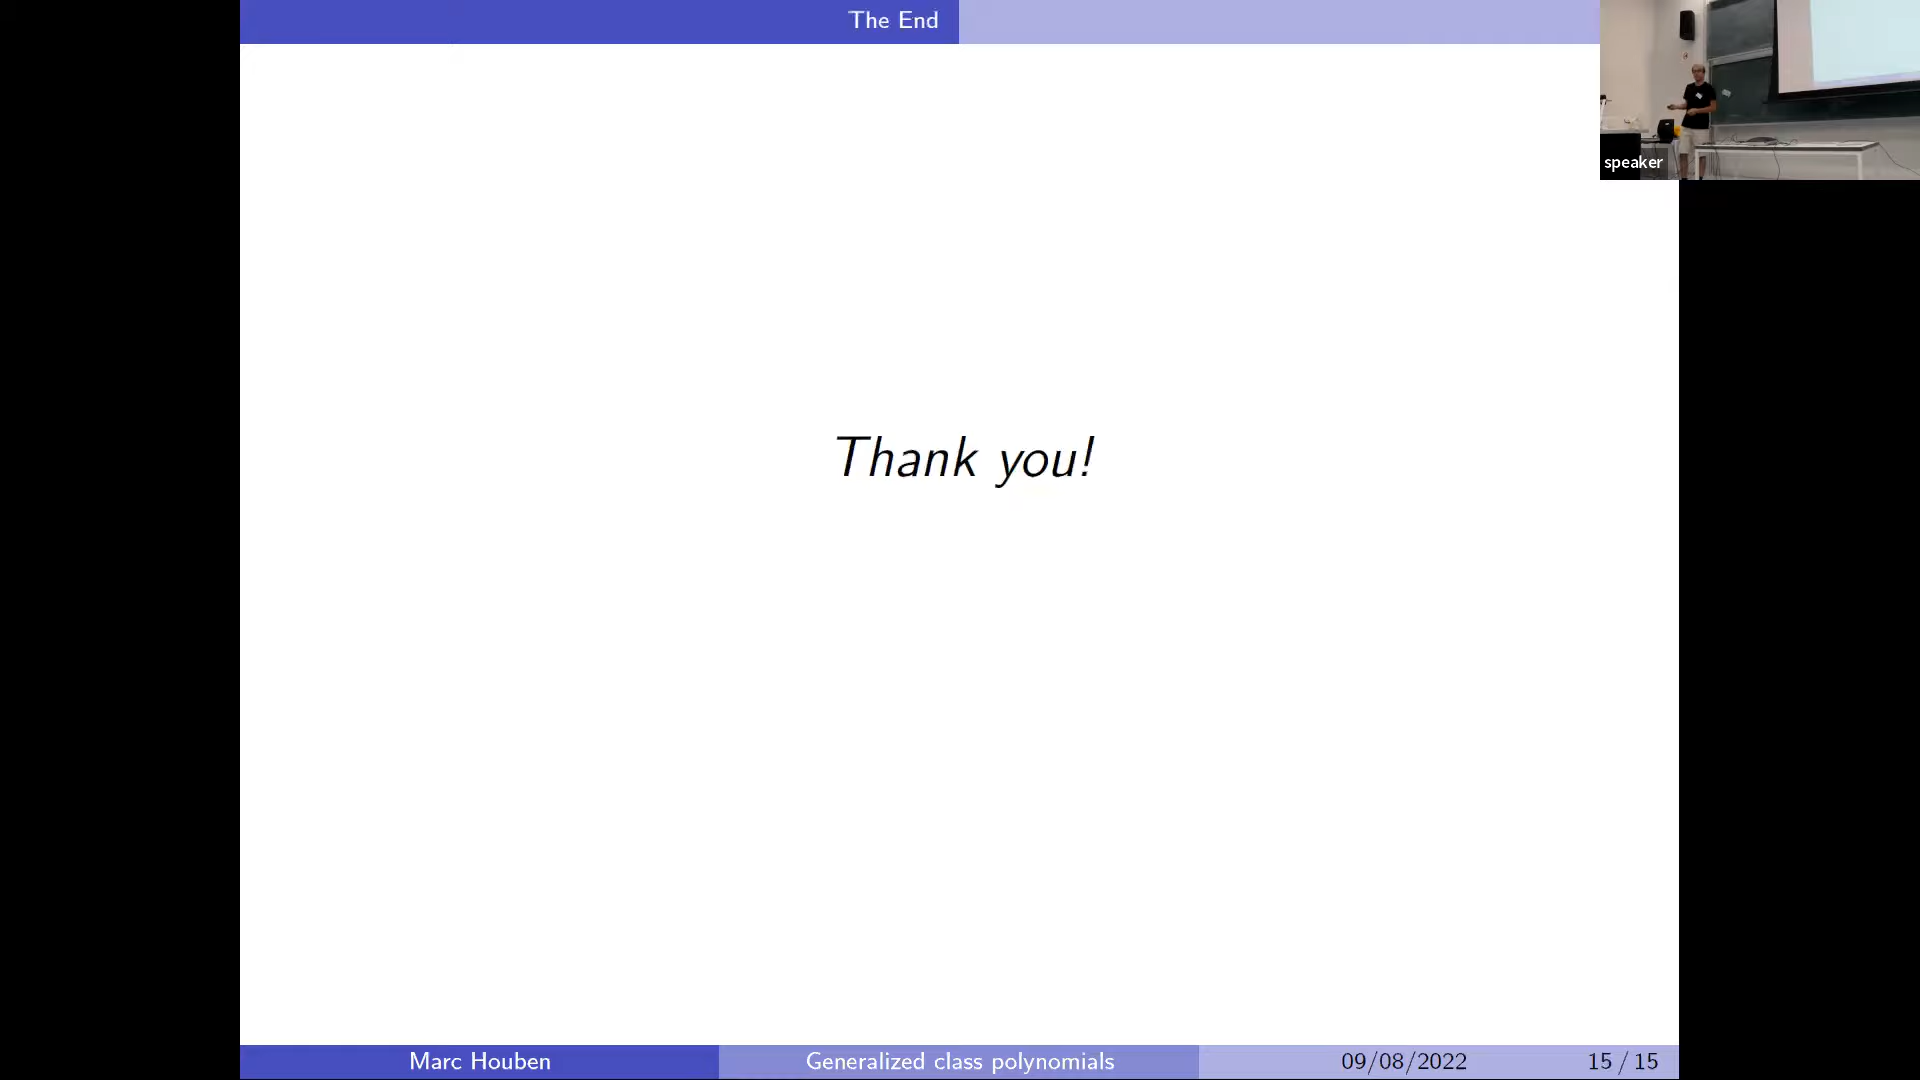 The End
speaker
Thank you!
Marc Houben
Generalized class polynomials
09/08/2022
15 / 15